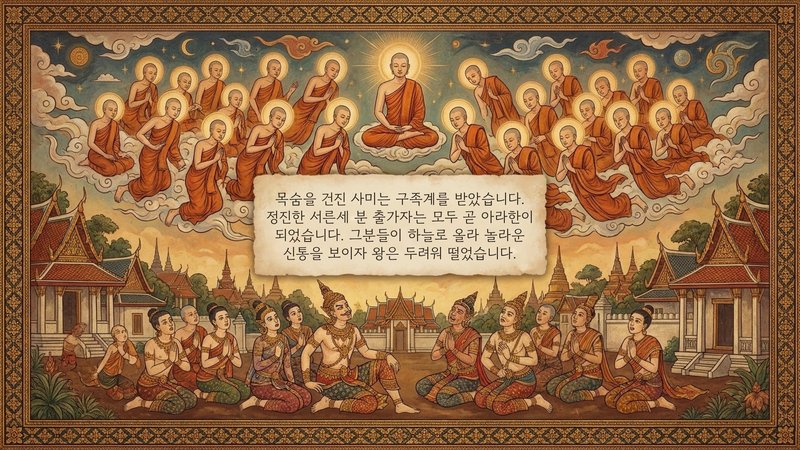 목숨을 건진 사미는 구족계를 받았습니다.
정진한 서른세 분 출가자는 모두 곧 아라한이
되었습니다. 그분들이 하늘로 올라 놀라운
신통을 보이자 왕은 두려워 떨었습니다.